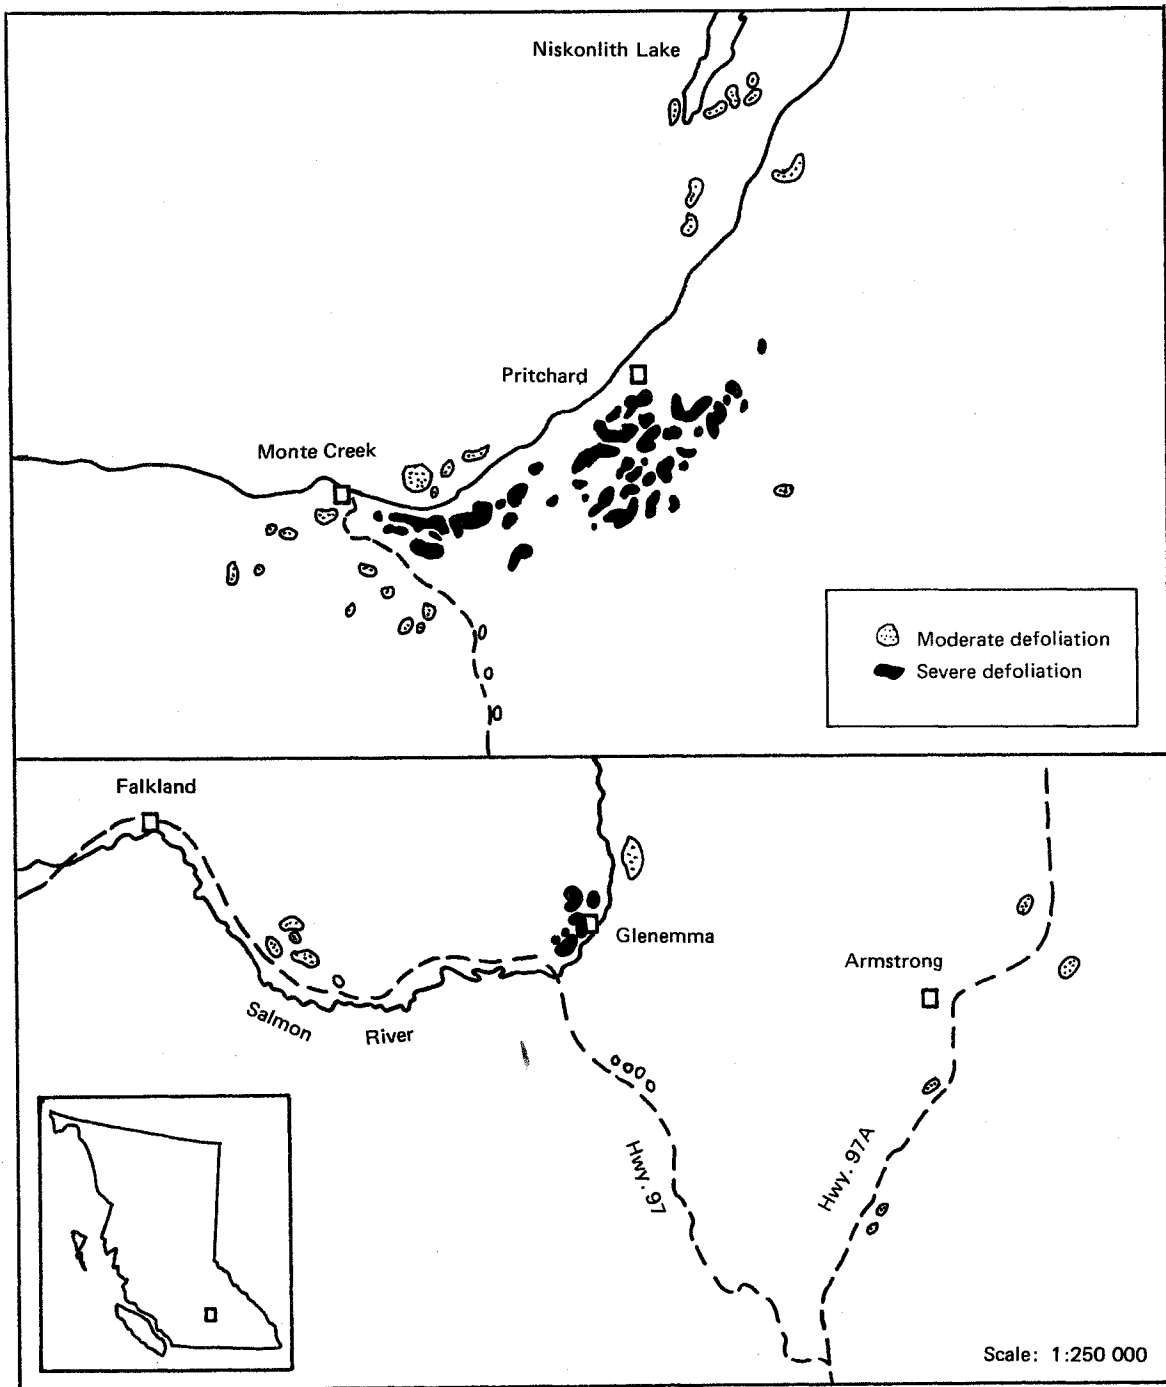 Niskonlith Lake
Pritchard
Monte Creek
Moderate defoliation
Severe defoliation
Falkland
Glenemma
Armstrong
Salmon
River
Hwy. 97
Hwy. 97A
Scale: 1:250 000